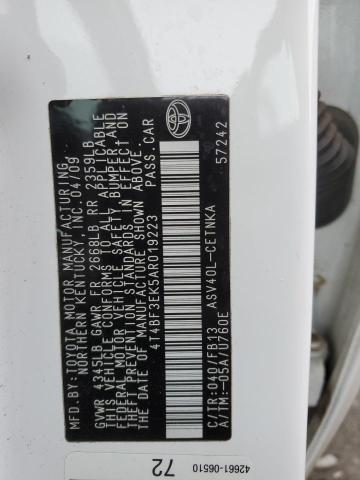 MFD.BY:TOYOTA MOTOR MANUFACTURING,
NORTHERN KENTUCKY, INC. 04/09
GVWR 4345LB GAWR FR 2668LB RR 2359LB
THIS VEHICLE CONFORMS TO ALL APPLICABLE
FEDERAL MOTOR VEHICLE SAFETY, BUMPER, AND
THEFT PREVENTION STANDARDS IN EFFECT ON
THE DATE OF MANUFACTURE SHOWN ABOVE.
4T4BF3EK5AR019223 PASS.CAR
C/TR:040/FB13 ASV40L-CETNKA
A/TM:-05A/U760E 57242
42661-06510
72